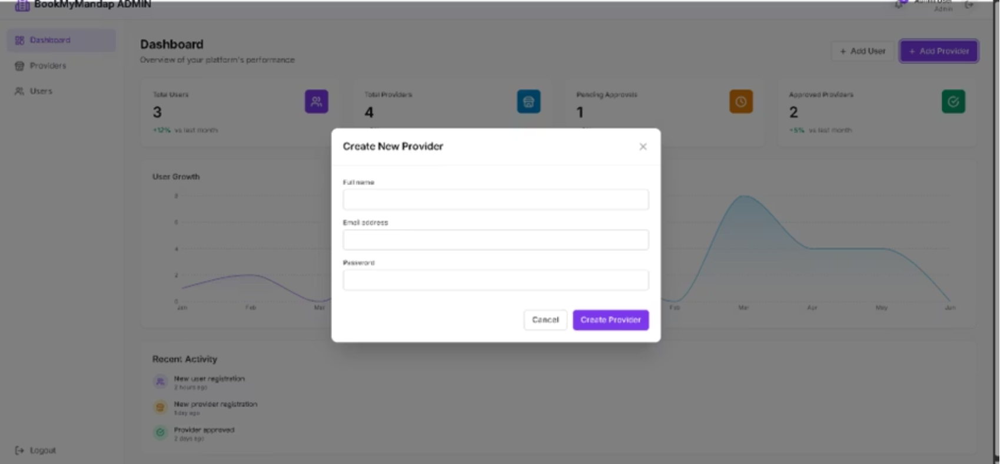 BookMyMandap ADMIN
Admin User
Admin
Dashboard
Providers
Users
Logout
Dashboard
Overview of your platform's performance
+ Add User
+ Add Provider
Total Users
3
+12% vs last month
Total Providers
4
Pending Approvals
1
Approved Providers
2
+5% vs last month
User Growth
8
6
4
2
0
Jan
Feb
Mar
Feb
Mar
Apr
May
Jun
Create New Provider
Full name
Email address
Password
Cancel
Create Provider
Recent Activity
New user registration
2 hours ago
New provider registration
1 day ago
Provider approved
2 days ago